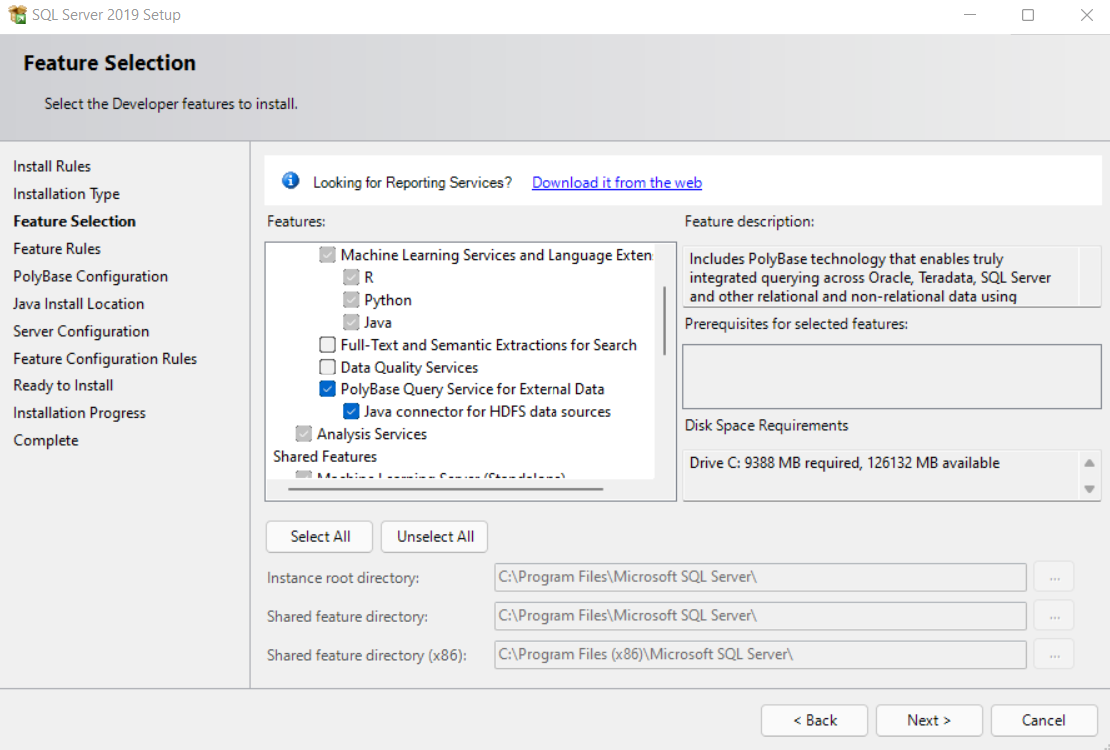 SQL Server 2019 Setup
Feature Selection
Select the Developer features to install.
Install Rules
Installation Type
Feature Selection
Feature Rules
PolyBase Configuration
Java Install Location
Server Configuration
Feature Configuration Rules
Ready to Install
Installation Progress
Complete
Looking for Reporting Services? Download it from the web
Features:
Machine Learning Services and Language Exten
R
Python
Java
Full-Text and Semantic Extractions for Search
Data Quality Services
PolyBase Query Service for External Data
Java connector for HDFS data sources
Analysis Services
Shared Features
Machine Learning Server (Standalone)
Feature description:
Includes PolyBase technology that enables truly
integrated querying across Oracle, Teradata, SQL Server
and other relational and non-relational data using
Prerequisites for selected features:
Disk Space Requirements
Drive C: 9388 MB required, 126132 MB available
Select All
Unselect All
Instance root directory:
C:\Program Files\Microsoft SQL Server\
...
Shared feature directory:
C:\Program Files\Microsoft SQL Server\
...
Shared feature directory (x86):
C:\Program Files (x86)\Microsoft SQL Server\
...
< Back
Next >
Cancel